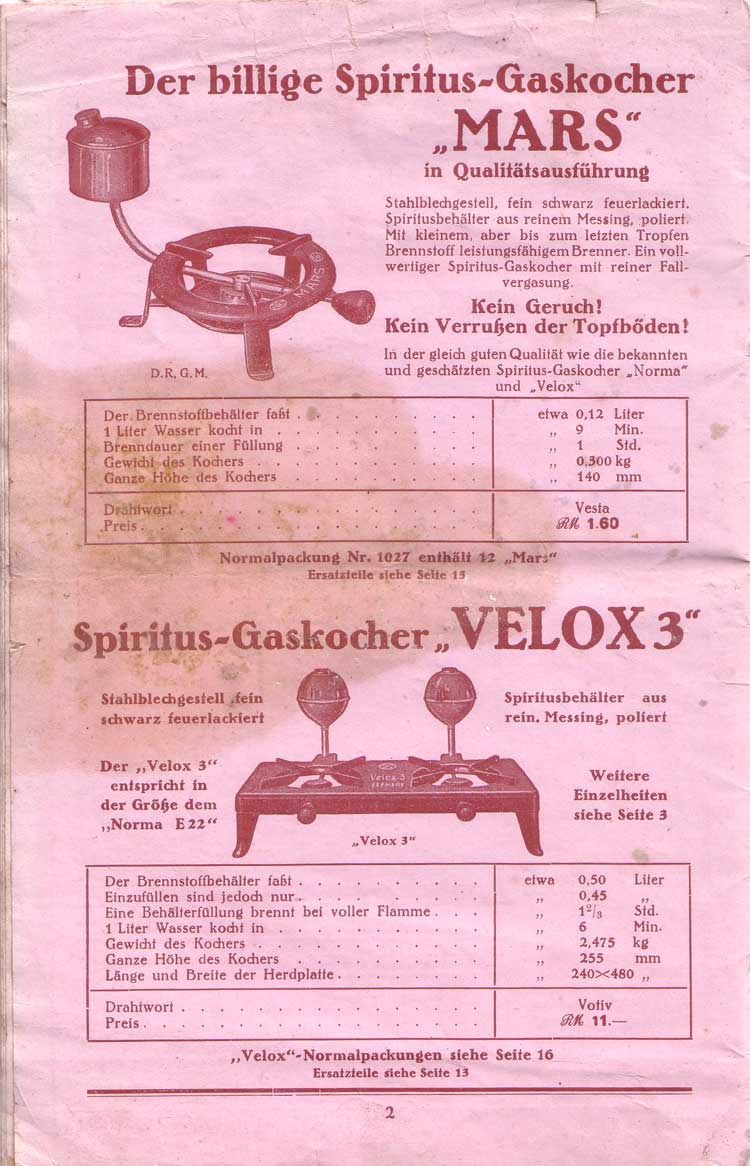 Der billige Spiritus-Gaskocher
„MARS“
in Qualitätsausführung
Stahlblechgestell, fein schwarz feuerlackiert.
Spiritusbehälter aus reinem Messing, poliert.
Mit kleinem, aber bis zum letzten Tropfen
Brennstoff leistungsfähigem Brenner. Ein voll-
wertiger Spiritus-Gaskocher mit reiner Fall-
vergasung.
Kein Geruch!
Kein Verrußen der Topfböden!
In der gleich guten Qualität wie die bekannten
und geschätzten Spiritus-Gaskocher „Norma“
und „Velox“
MARS
D.R.G.M.
Der Brennstoffbehälter faßt . . . . . . . . . . . etwa 0,12 Liter
1 Liter Wasser kocht in . . . . . . . . . . . . „ 9 Min.
Brenndauer einer Füllung . . . . . . . . . . . „ 1 Std.
Gewicht des Kochers . . . . . . . . . . . . . „ 0,300 kg
Ganze Höhe des Kochers . . . . . . . . . . . „ 140 mm
Drahtwort . . . . . . . . . . . . . . . . Vesta
Preis . . . . . . . . . . . . . . . . . . RM 1.60
Normalpackung Nr. 1027 enthält 12 „Mars“
Ersatzteile siehe Seite 13
Spiritus-Gaskocher „VELOX 3“
Stahlblechgestell fein
schwarz feuerlackiert
Spiritusbehälter aus
rein. Messing, poliert
Der „Velox 3“
entspricht in
der Größe dem
„Norma E 22“
Velox-3
GERMANY
Weitere
Einzelheiten
siehe Seite 3
„Velox 3“
Der Brennstoffbehälter faßt . . . . . . . . . . . etwa 0,50 Liter
Einzufüllen sind jedoch nur . . . . . . . . . . . „ 0,45 „
Eine Behälterfüllung brennt bei voller Flamme . . . „ 1 2/3 Std.
1 Liter Wasser kocht in . . . . . . . . . . . . „ 6 Min.
Gewicht des Kochers . . . . . . . . . . . . . „ 2,475 kg
Ganze Höhe des Kochers . . . . . . . . . . . „ 255 mm
Länge und Breite der Herdplatte . . . . . . . . . „ 240×480 „
Drahtwort . . . . . . . . . . . . . . . . Votiv
Preis . . . . . . . . . . . . . . . . . . RM 11.—
„Velox“-Normalpackungen siehe Seite 16
Ersatzteile siehe Seite 13
2